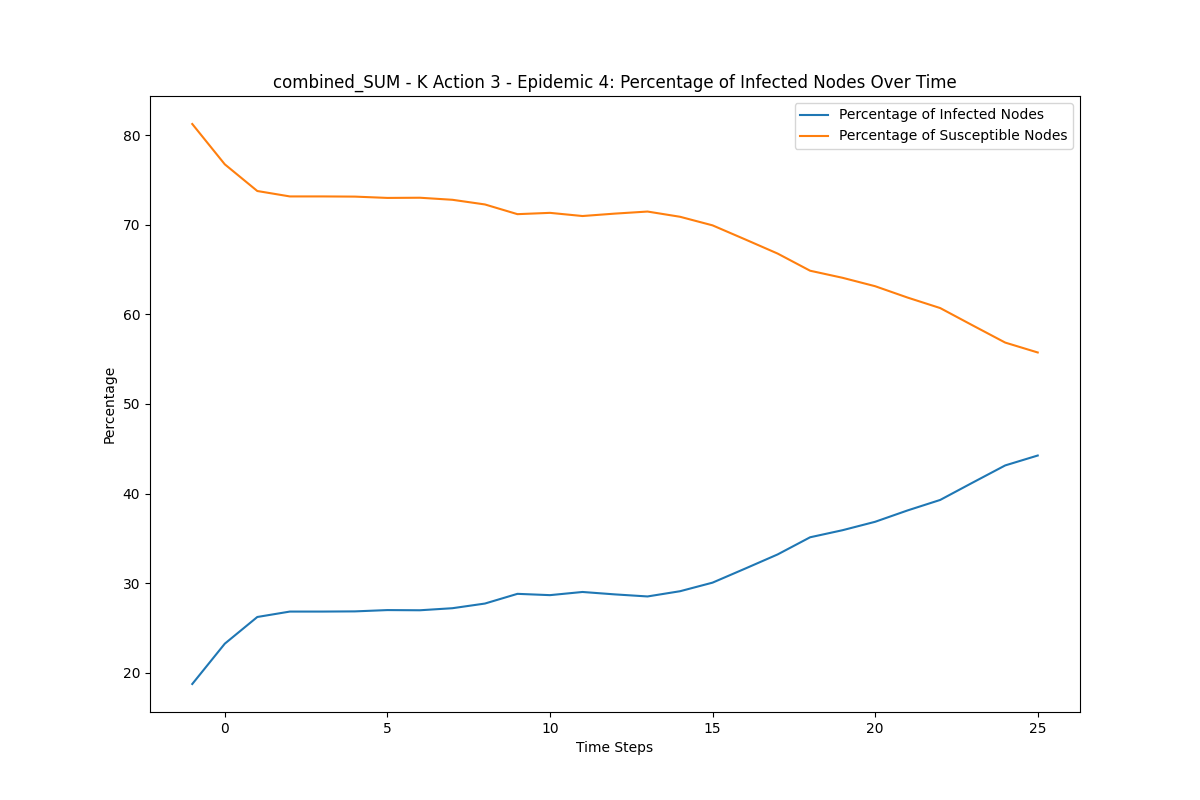 combined_SUM - K Action 3 - Epidemic 4: Percentage of Infected Nodes Over Time
Percentage of Infected Nodes
Percentage of Susceptible Nodes
Percentage
80
70
60
50
40
30
20
0 5 10 15 20 25
Time Steps